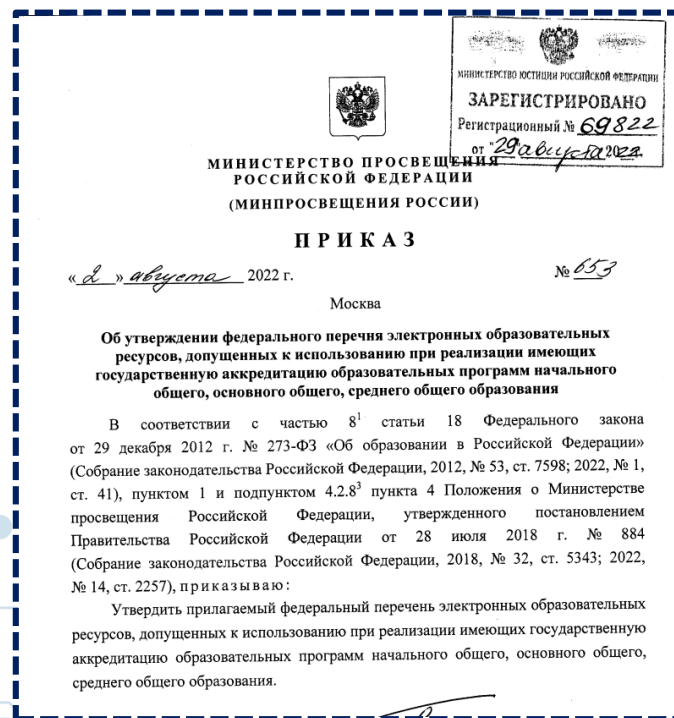 МИНИСТЕРСТВО ЮСТИЦИИ РОССИЙСКОЙ ФЕДЕРАЦИИ
ЗАРЕГИСТРИРОВАНО
Регистрационный № 69822
от "29" августа 2022
МИНИСТЕРСТВО ПРОСВЕЩЕНИЯ
РОССИЙСКОЙ ФЕДЕРАЦИИ
(МИНПРОСВЕЩЕНИЯ РОССИИ)
ПРИКАЗ
« 2 » августа 2022 г.
№ 653
Москва
Об утверждении федерального перечня электронных образовательных
ресурсов, допущенных к использованию при реализации имеющих
государственную аккредитацию образовательных программ начального
общего, основного общего, среднего общего образования
В соответствии с частью 8¹ статьи 18 Федерального закона
от 29 декабря 2012 г. № 273-ФЗ «Об образовании в Российской Федерации»
(Собрание законодательства Российской Федерации, 2012, № 53, ст. 7598; 2022, № 1,
ст. 41), пунктом 1 и подпунктом 4.2.8³ пункта 4 Положения о Министерстве
просвещения Российской Федерации, утвержденного постановлением
Правительства Российской Федерации от 28 июля 2018 г. № 884
(Собрание законодательства Российской Федерации, 2018, № 32, ст. 5343; 2022,
№ 14, ст. 2257), приказываю:
Утвердить прилагаемый федеральный перечень электронных образовательных
ресурсов, допущенных к использованию при реализации имеющих государственную
аккредитацию образовательных программ начального общего, основного общего,
среднего общего образования.